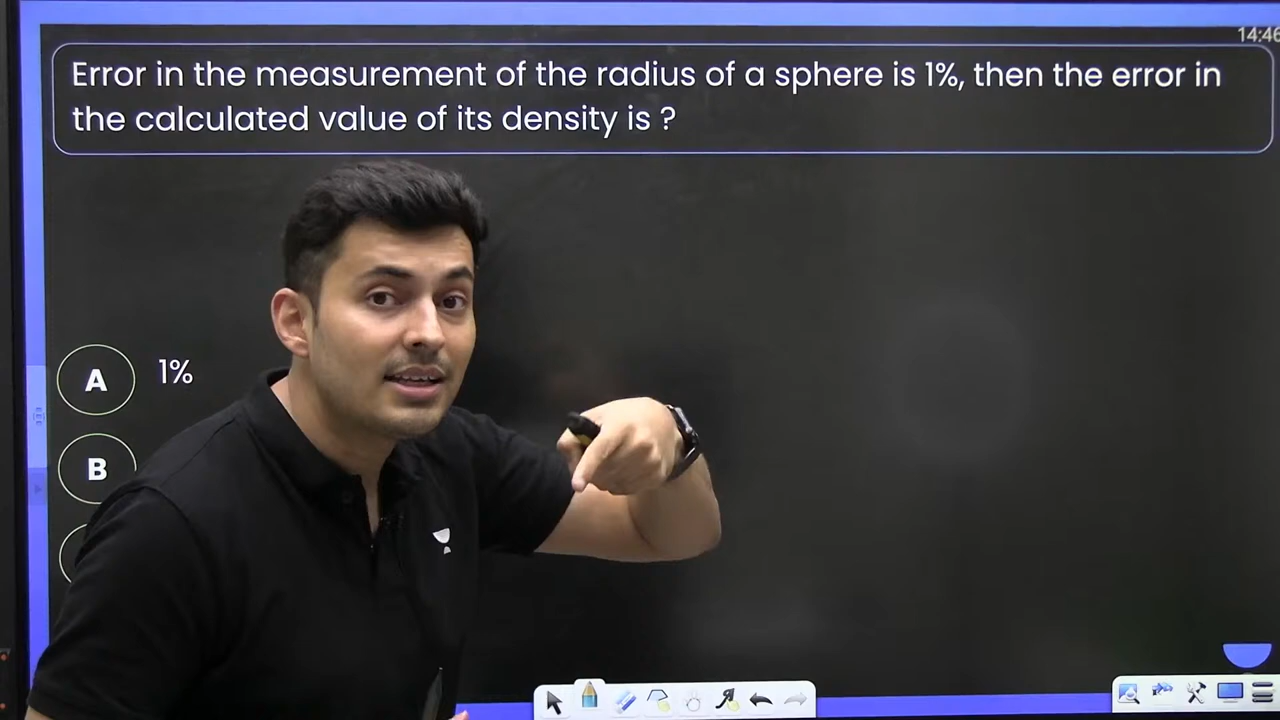 14:46
Error in the measurement of the radius of a sphere is 1%, then the error in
the calculated value of its density is ?
A 1%
B